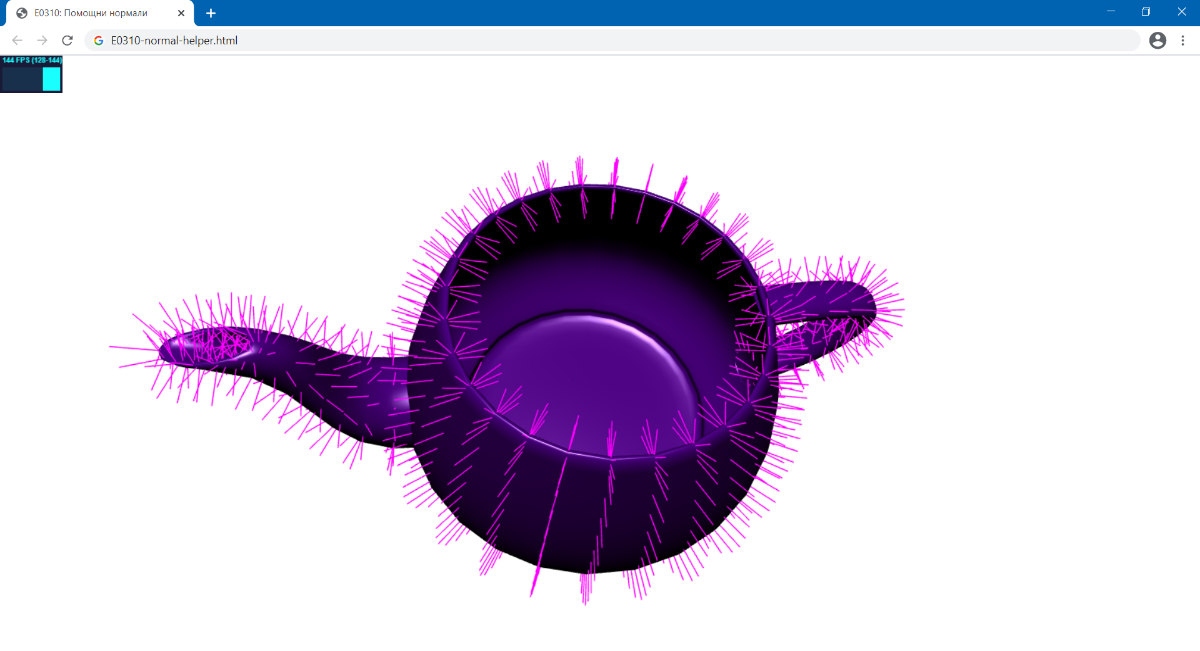 E0310: Помощни нормали
E0310-normal-helper.html
144 FPS (128-144)